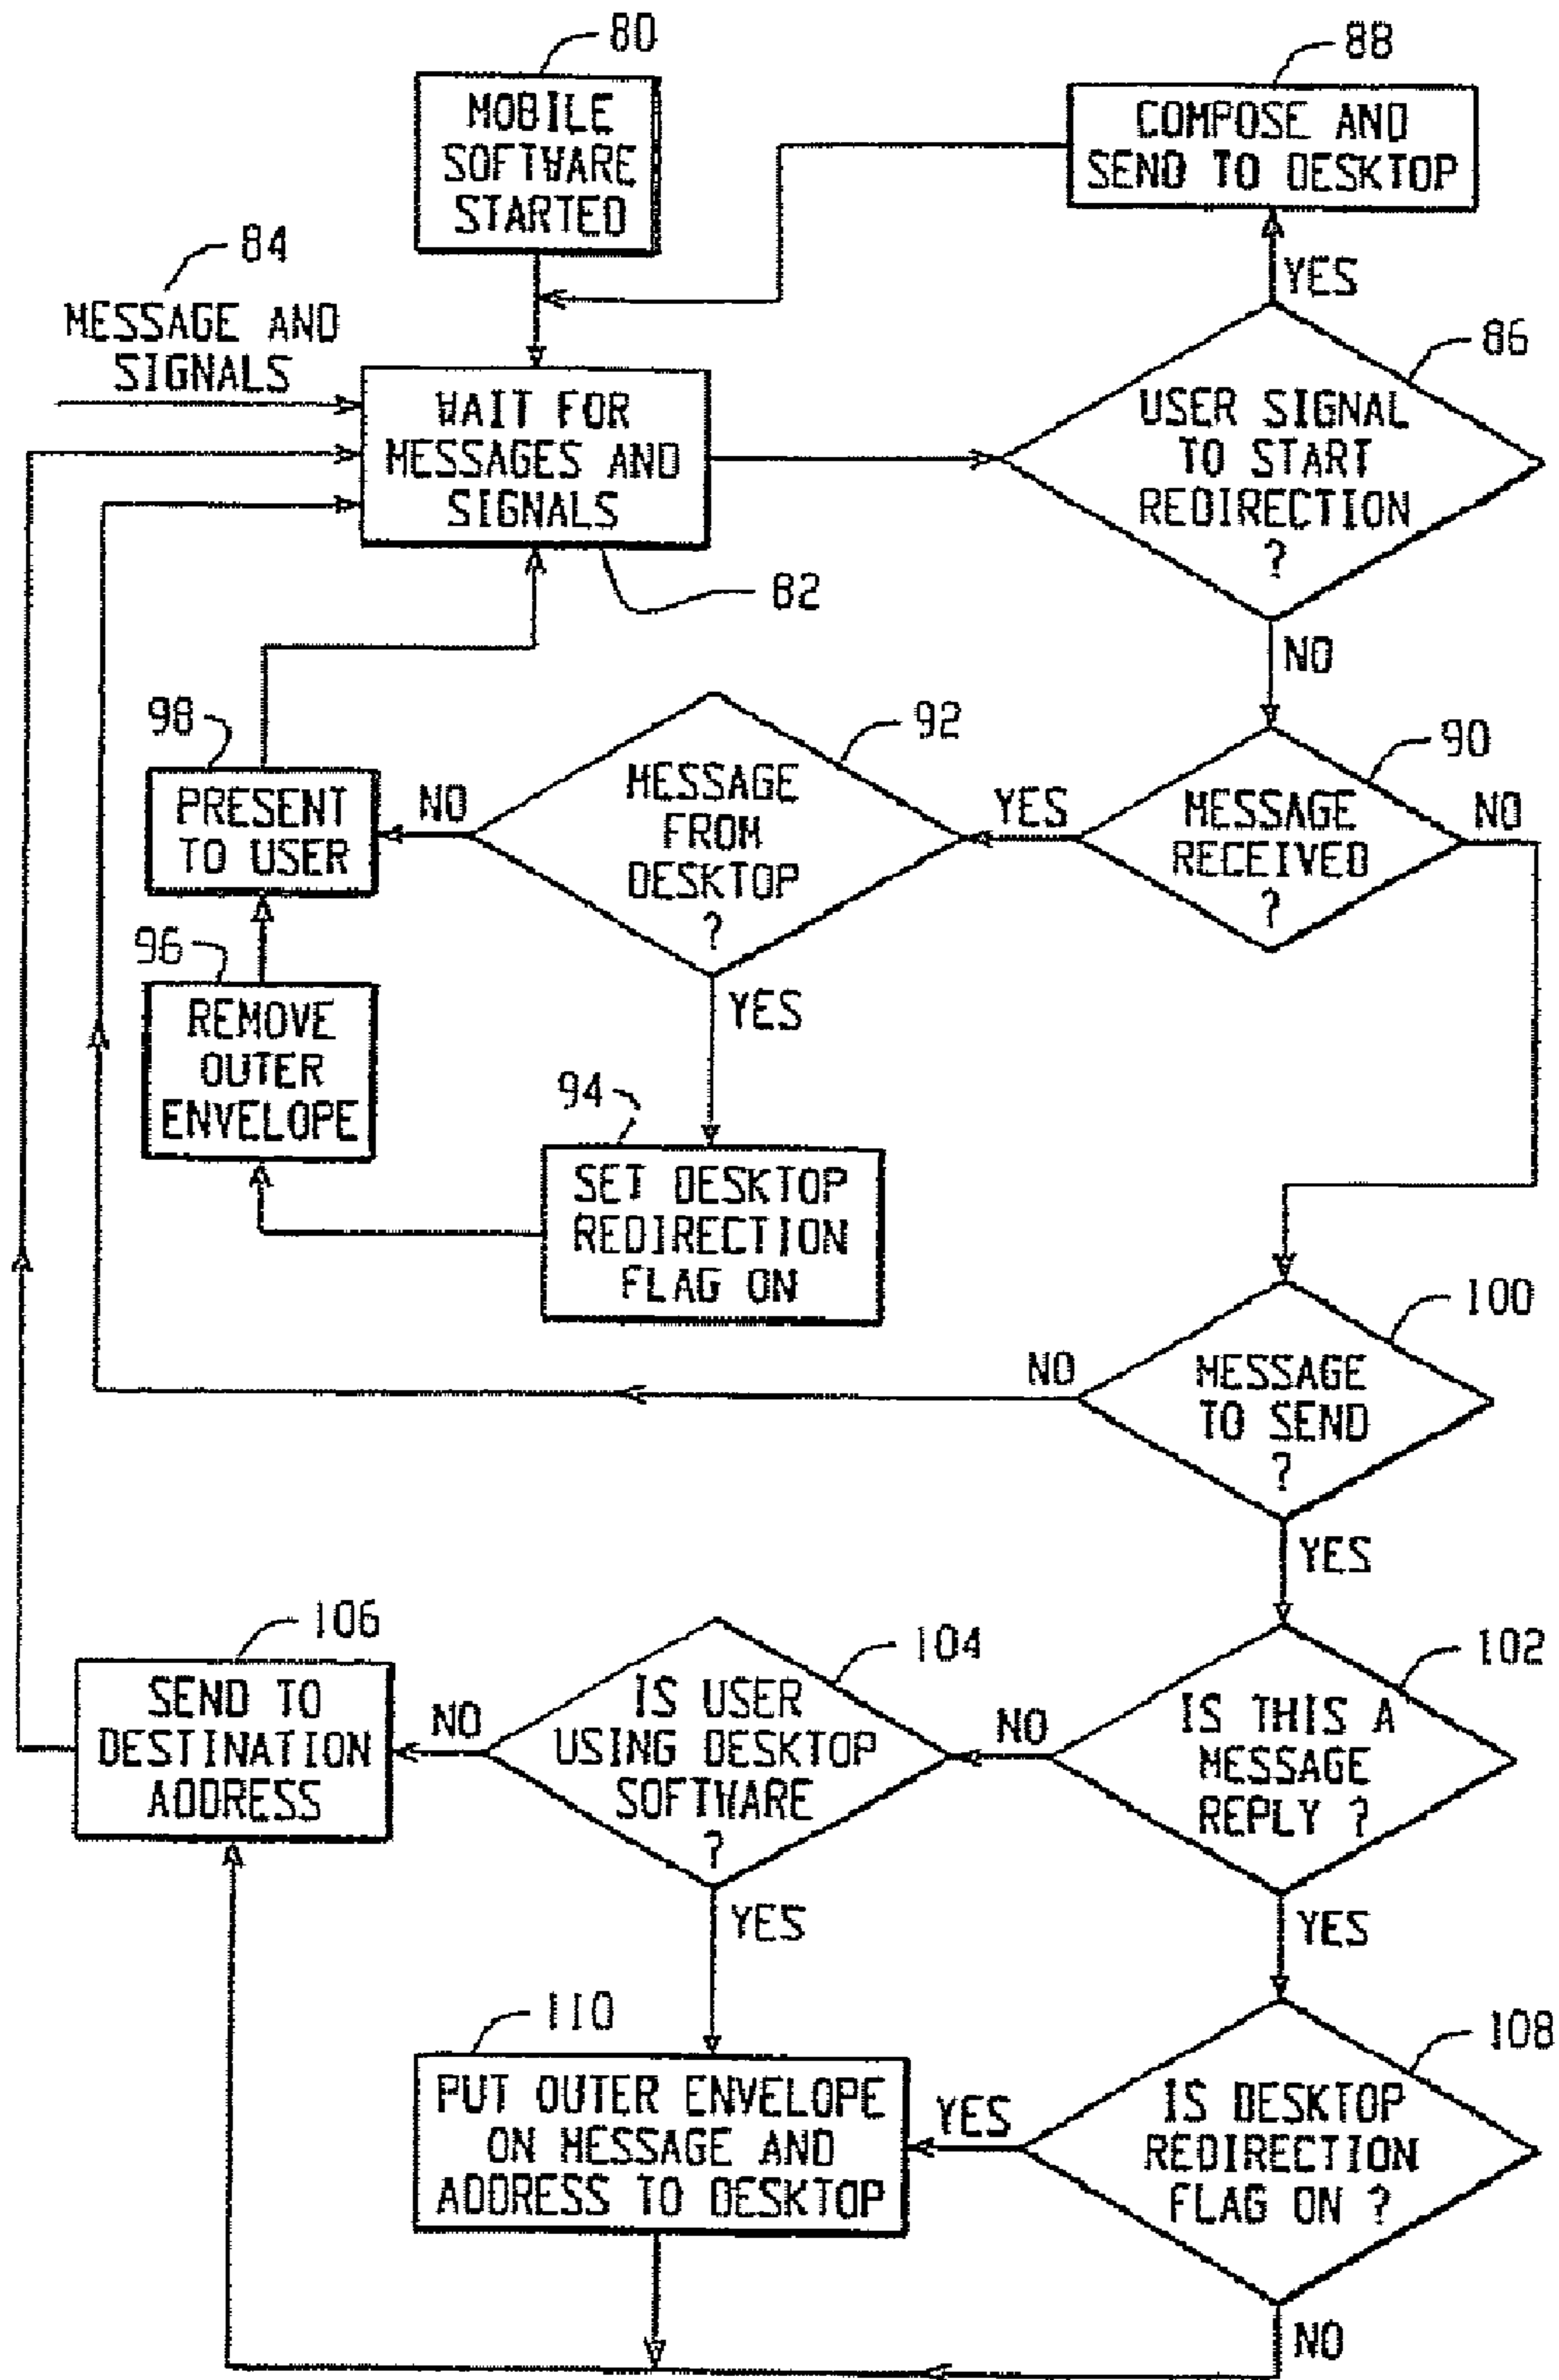 80
MOBILE
SOFTWARE
STARTED
88
COMPOSE AND
SEND TO DESKTOP
YES
84
MESSAGE AND
SIGNALS
WAIT FOR
MESSAGES AND
SIGNALS
82
86
USER SIGNAL
TO START
REDIRECTION
?
NO
98
PRESENT
TO USER
NO
92
MESSAGE
FROM
DESKTOP
?
YES
90
MESSAGE
RECEIVED
?
NO
YES
96
REMOVE
OUTER
ENVELOPE
94
SET DESKTOP
REDIRECTION
FLAG ON
100
MESSAGE
TO SEND
?
NO
YES
106
SEND TO
DESTINATION
ADDRESS
NO
104
IS USER
USING DESKTOP
SOFTWARE
?
NO
102
IS THIS A
MESSAGE
REPLY ?
YES
YES
110
PUT OUTER ENVELOPE
ON MESSAGE AND
ADDRESS TO DESKTOP
YES
108
IS DESKTOP
REDIRECTION
FLAG ON ?
NO